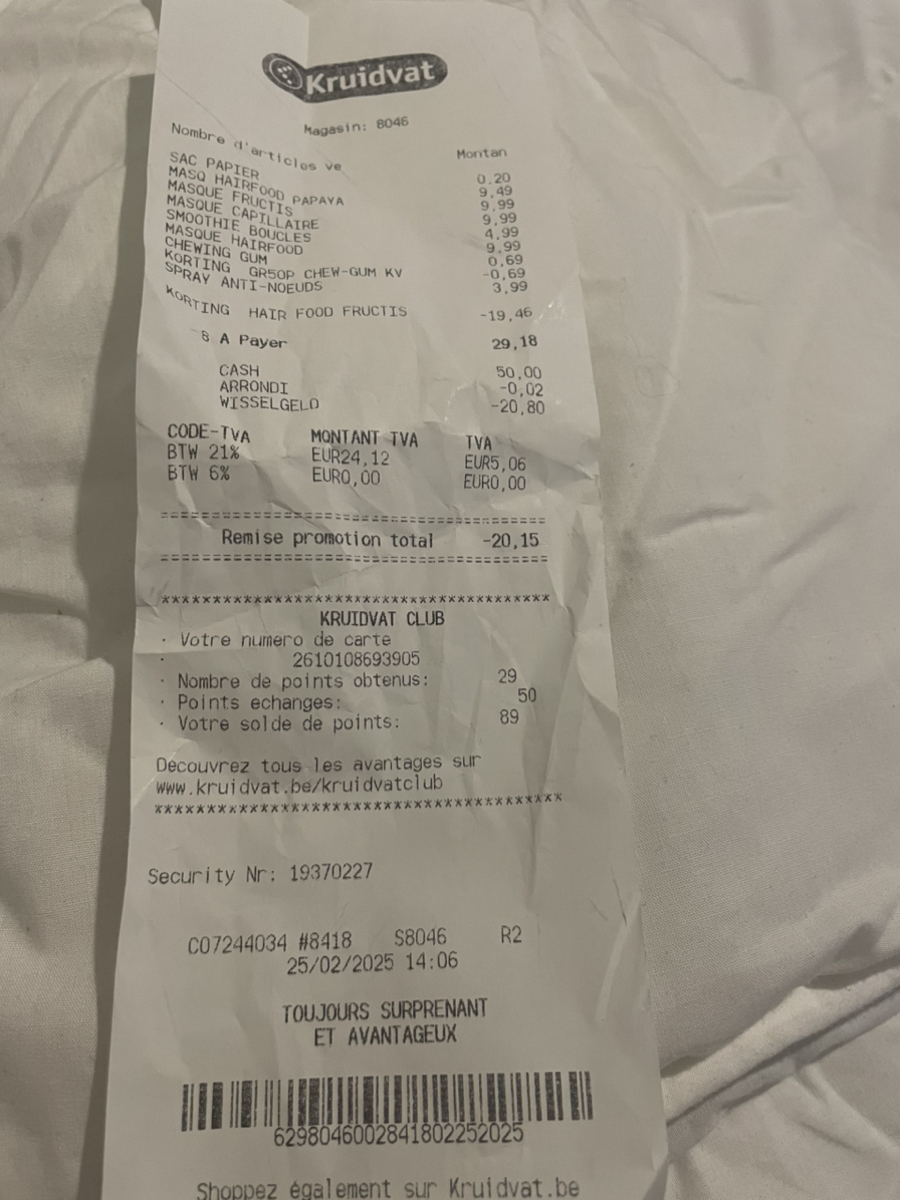 Kruidvat
Magasin: 8046
Nombre d'articles ve Montan
SAC PAPIER 0,20
MASQ HAIRFOOD PAPAYA 9,49
MASQUE FRUCTIS 9,99
MASQUE CAPILLAIRE 9,99
SMOOTHIE BOUCLES 4,99
MASQUE HAIRFOOD 9,99
CHEWING GUM 0,69
KORTING GR5OP CHEW-GUM KV -0,69
SPRAY ANTI-NOEUDS 3,99
KORTING HAIR FOOD FRUCTIS -19,46
8 A Payer 29,18
CASH 50,00
ARRONDI -0,02
WISSELGELD -20,80
CODE-TVA MONTANT TVA TVA
BTW 21% EUR24,12 EUR5,06
BTW 6% EUR0,00 EUR0,00
======================================
Remise promotion total -20,15
======================================
***************************************
KRUIDVAT CLUB
· Votre numero de carte
· 2610108693905
· Nombre de points obtenus: 29
· Points echanges: 50
· Votre solde de points: 89
Decouvrez tous les avantages sur
www.kruidvat.be/kruidvatclub
***************************************
Security Nr: 19370227
C07244034 #8418 S8046 R2
25/02/2025 14:06
TOUJOURS SURPRENANT
ET AVANTAGEUX
6298046002841802252025
Shoppez également sur Kruidvat.be